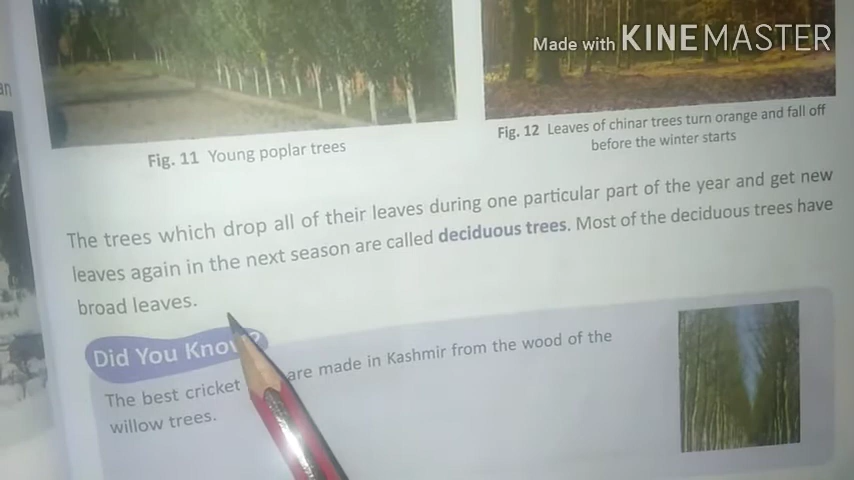 Made with KINEMASTER
an
Fig. 11 Young poplar trees
Fig. 12 Leaves of chinar trees turn orange and fall off
before the winter starts
The trees which drop all of their leaves during one particular part of the year and get new
leaves again in the next season are called deciduous trees. Most of the deciduous trees have
broad leaves.
Did You Know?
The best cricket are made in Kashmir from the wood of the
willow trees.